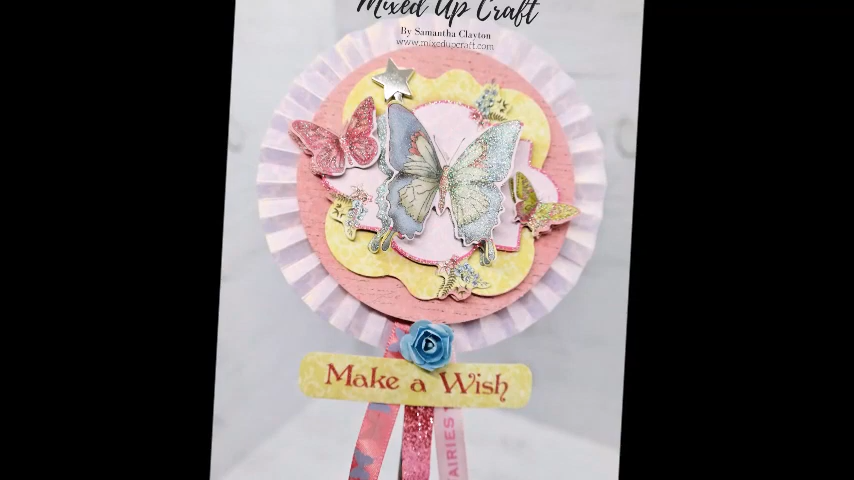 Mixed Up Craft
By Samantha Clayton
www.mixedupcraft.com
Make a Wish
AIRIES